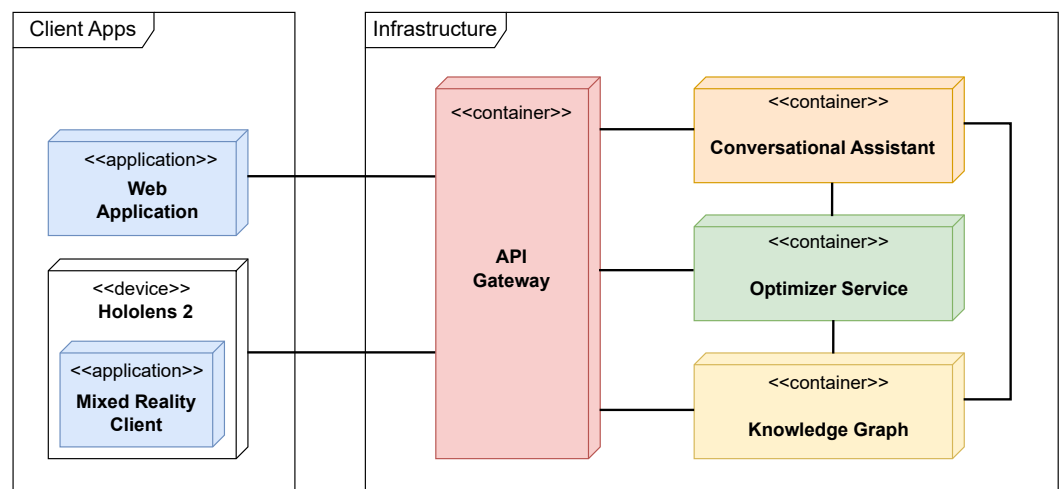 Client Apps
<<application>>
Web
Application
<<device>>
Hololens 2
<<application>>
Mixed Reality
Client
Infrastructure
<<container>>
API
Gateway
<<container>>
Conversational Assistant
<<container>>
Optimizer Service
<<container>>
Knowledge Graph